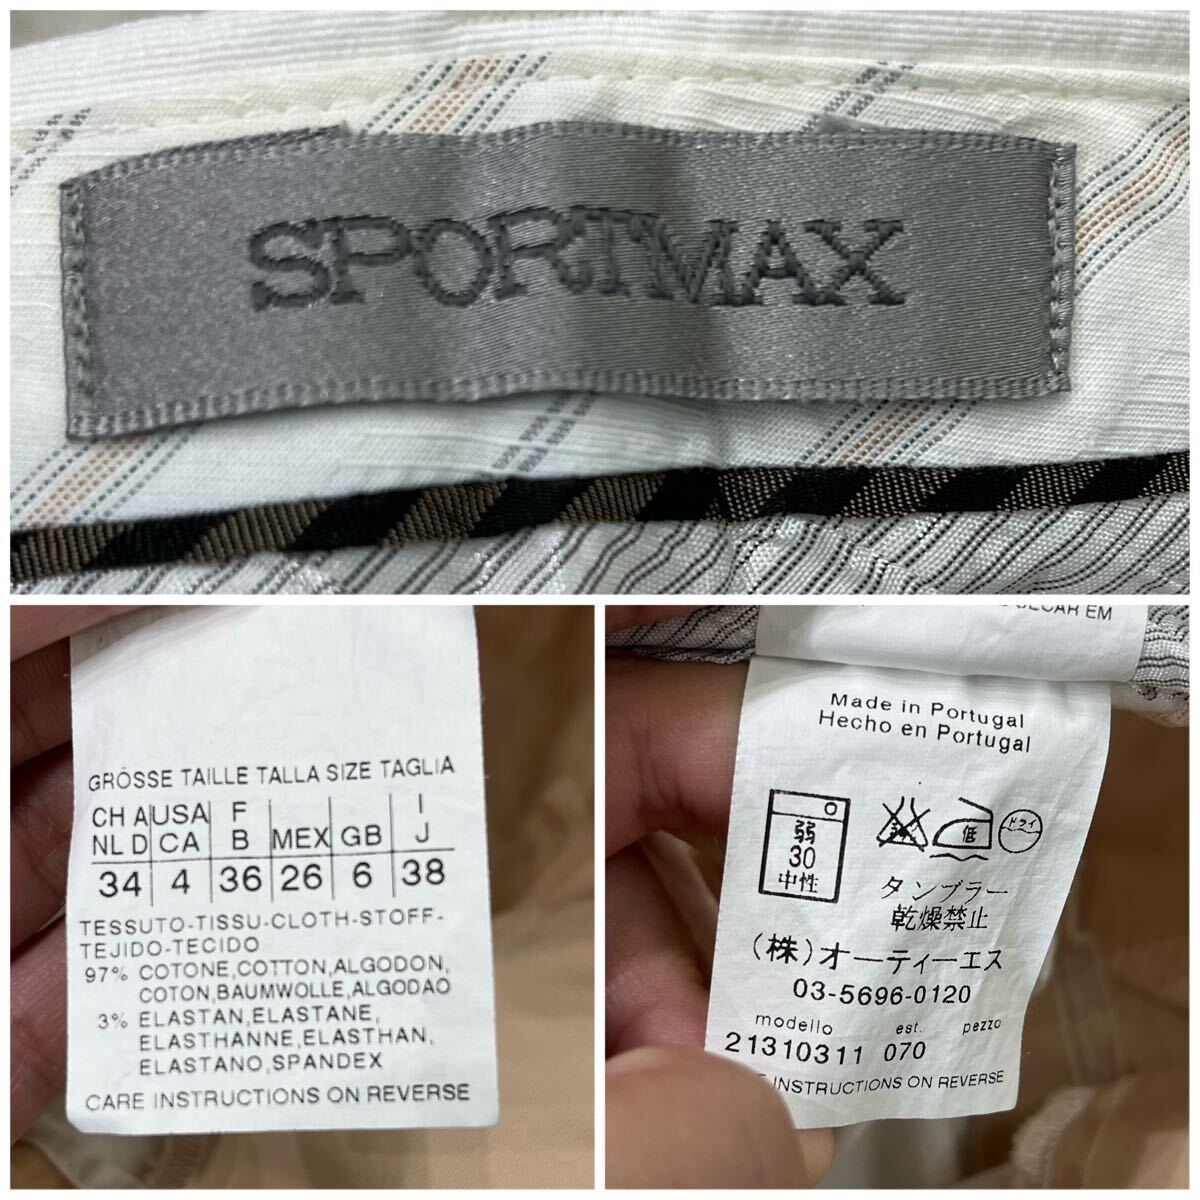 SPORTMAX
GRÖSSE TAILLE TALLA SIZE TAGLIA
CH A USA F I
NL D CA B MEX GB J
34 4 36 26 6 38
TESSUTO-TISSU-CLOTH-STOFF-
TEJIDO-TECIDO
97% COTONE,COTTON,ALGODON,
COTON,BAUMWOLLE,ALGODAO
3% ELASTAN,ELASTANE,
ELASTHANNE,ELASTHAN,
ELASTANO,SPANDEX
CARE INSTRUCTIONS ON REVERSE
SECAR EM
Made in Portugal
Hecho en Portugal
弱
30
中性
低
ドライ
タンブラー
乾燥禁止
(株)オーティーエス
03-5696-0120
modello est. pezzo
21310311 070
INSTRUCTIONS ON REVERSE